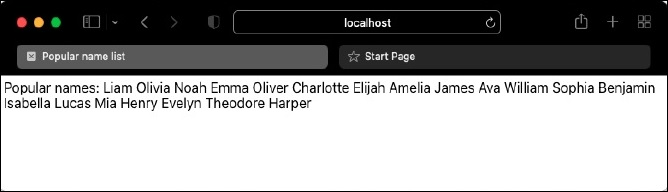 localhost
Popular name list
Start Page
Popular names: Liam Olivia Noah Emma Oliver Charlotte Elijah Amelia James Ava William Sophia Benjamin
Isabella Lucas Mia Henry Evelyn Theodore Harper